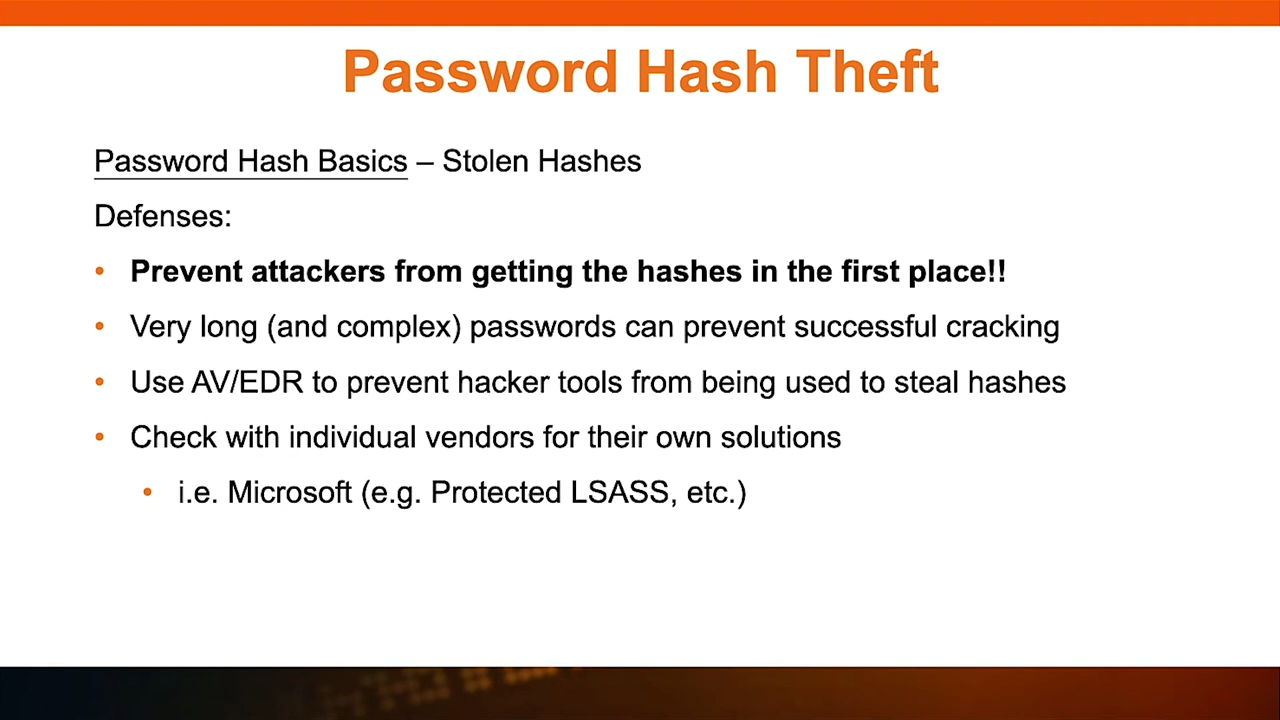 Password Hash Theft
Password Hash Basics – Stolen Hashes
Defenses:
• Prevent attackers from getting the hashes in the first place!!
• Very long (and complex) passwords can prevent successful cracking
• Use AV/EDR to prevent hacker tools from being used to steal hashes
• Check with individual vendors for their own solutions
• i.e. Microsoft (e.g. Protected LSASS, etc.)